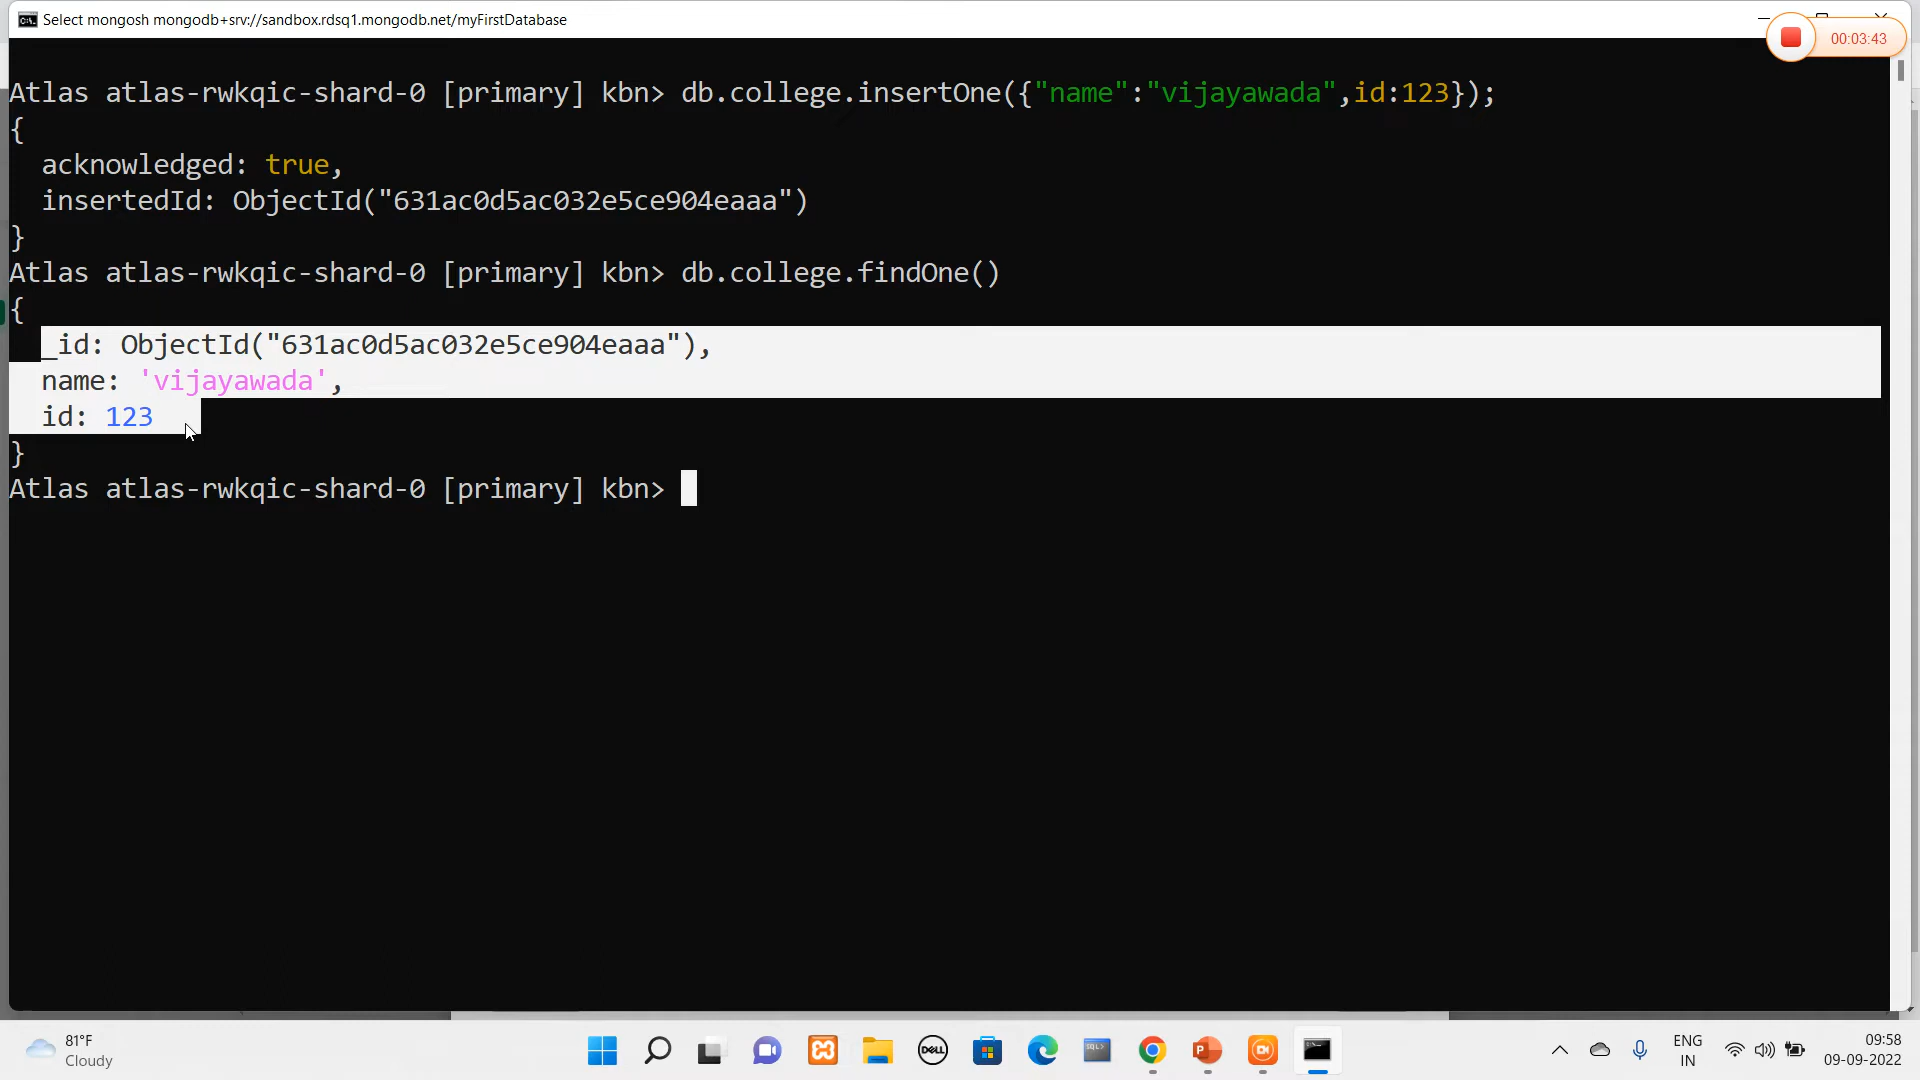 Select mongosh mongodb+srv://sandbox.rdsq1.mongodb.net/myFirstDatabase
00:03:43
Atlas atlas-rwkqic-shard-0 [primary] kbn> db.college.insertOne({"name":"vijayawada",id:123});
{
  acknowledged: true,
  insertedId: ObjectId("631ac0d5ac032e5ce904eaaa")
}
Atlas atlas-rwkqic-shard-0 [primary] kbn> db.college.findOne()
{
  _id: ObjectId("631ac0d5ac032e5ce904eaaa"),
  name: 'vijayawada',
  id: 123
}
Atlas atlas-rwkqic-shard-0 [primary] kbn>
81°F
Cloudy
DELL
SQL>
ENG
IN
09:58
09-09-2022